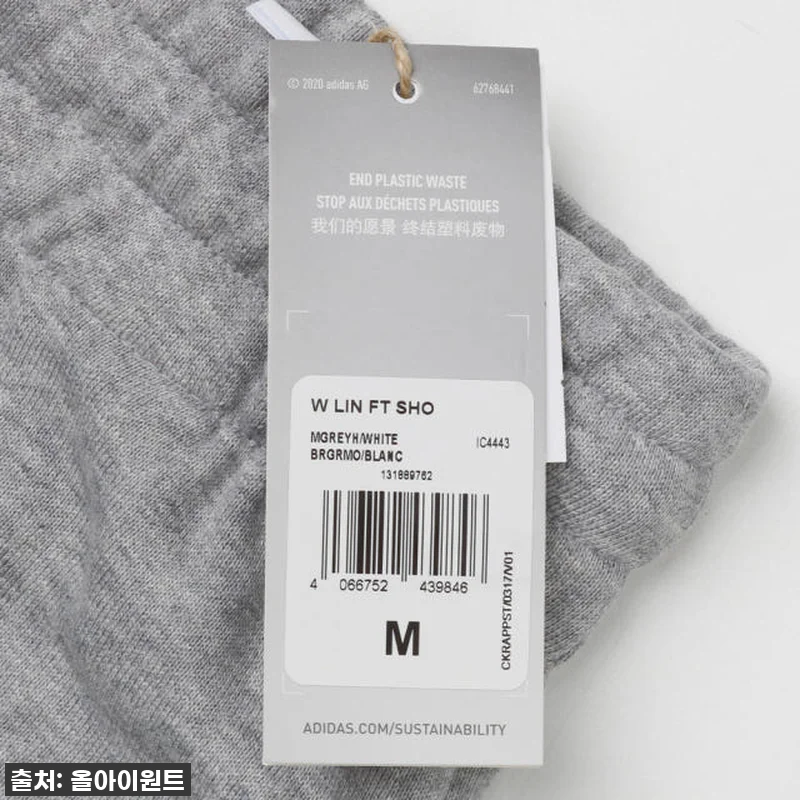 © 2020 adidas AG 62768441
END PLASTIC WASTE
STOP AUX DÉCHETS PLASTIQUES
我们的愿景 终结塑料废物
W LIN FT SHO
MGREYH/WHITE IC4443
BRGRMO/BLANC
131889762
4 066752 439846
M
CKRAPPST/0317/V01
ADIDAS.COM/SUSTAINABILITY
출처: 올아이원트